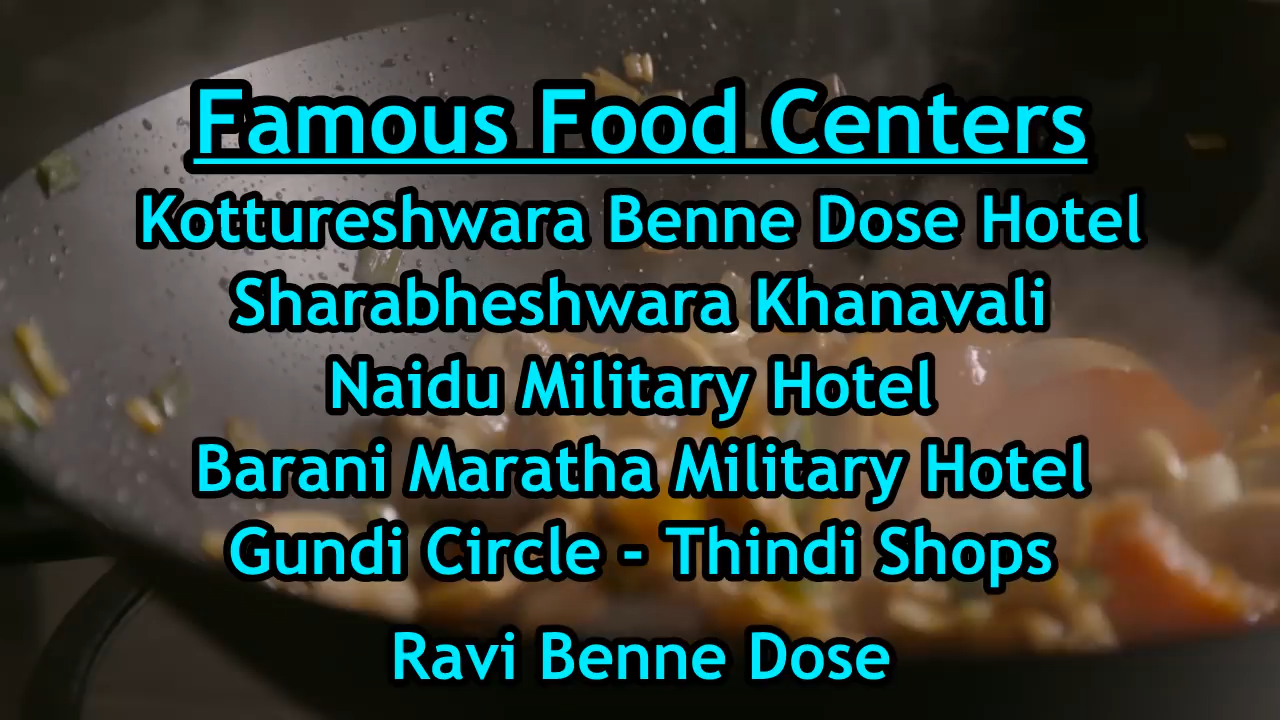 Famous Food Centers
Kottureshwara Benne Dose Hotel
Sharabheshwara Khanavali
Naidu Military Hotel
Barani Maratha Military Hotel
Gundi Circle - Thindi Shops
Ravi Benne Dose